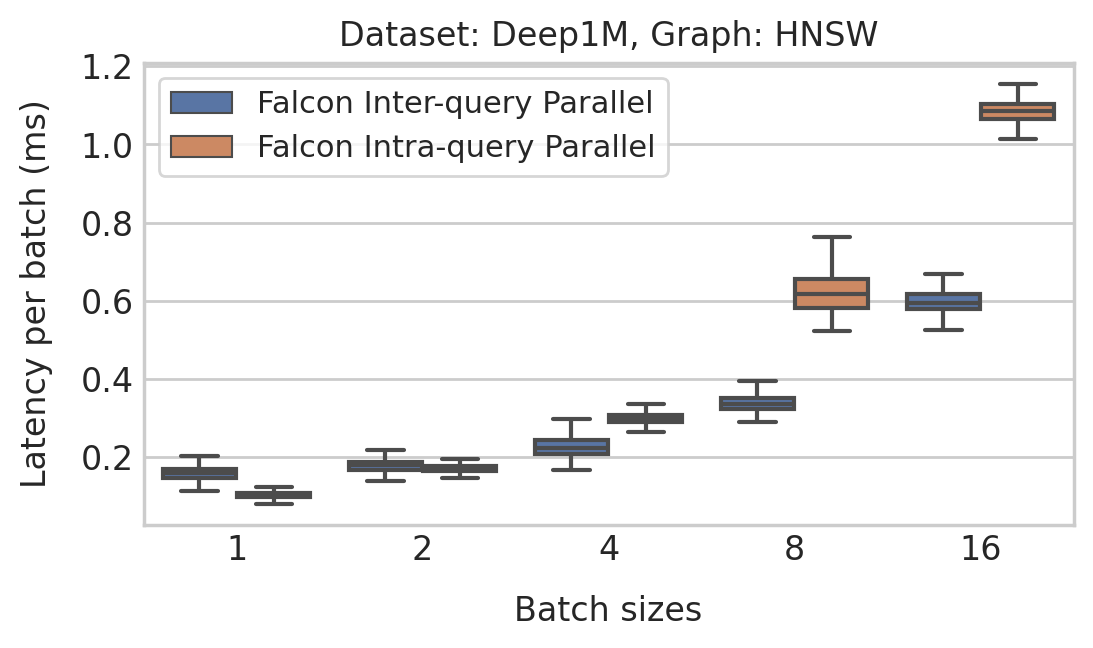 Dataset: Deep1M, Graph: HNSW
Falcon Inter-query Parallel
Falcon Intra-query Parallel
Latency per batch (ms)
1.2
1.0
0.8
0.6
0.4
0.2
1 2 4 8 16
Batch sizes